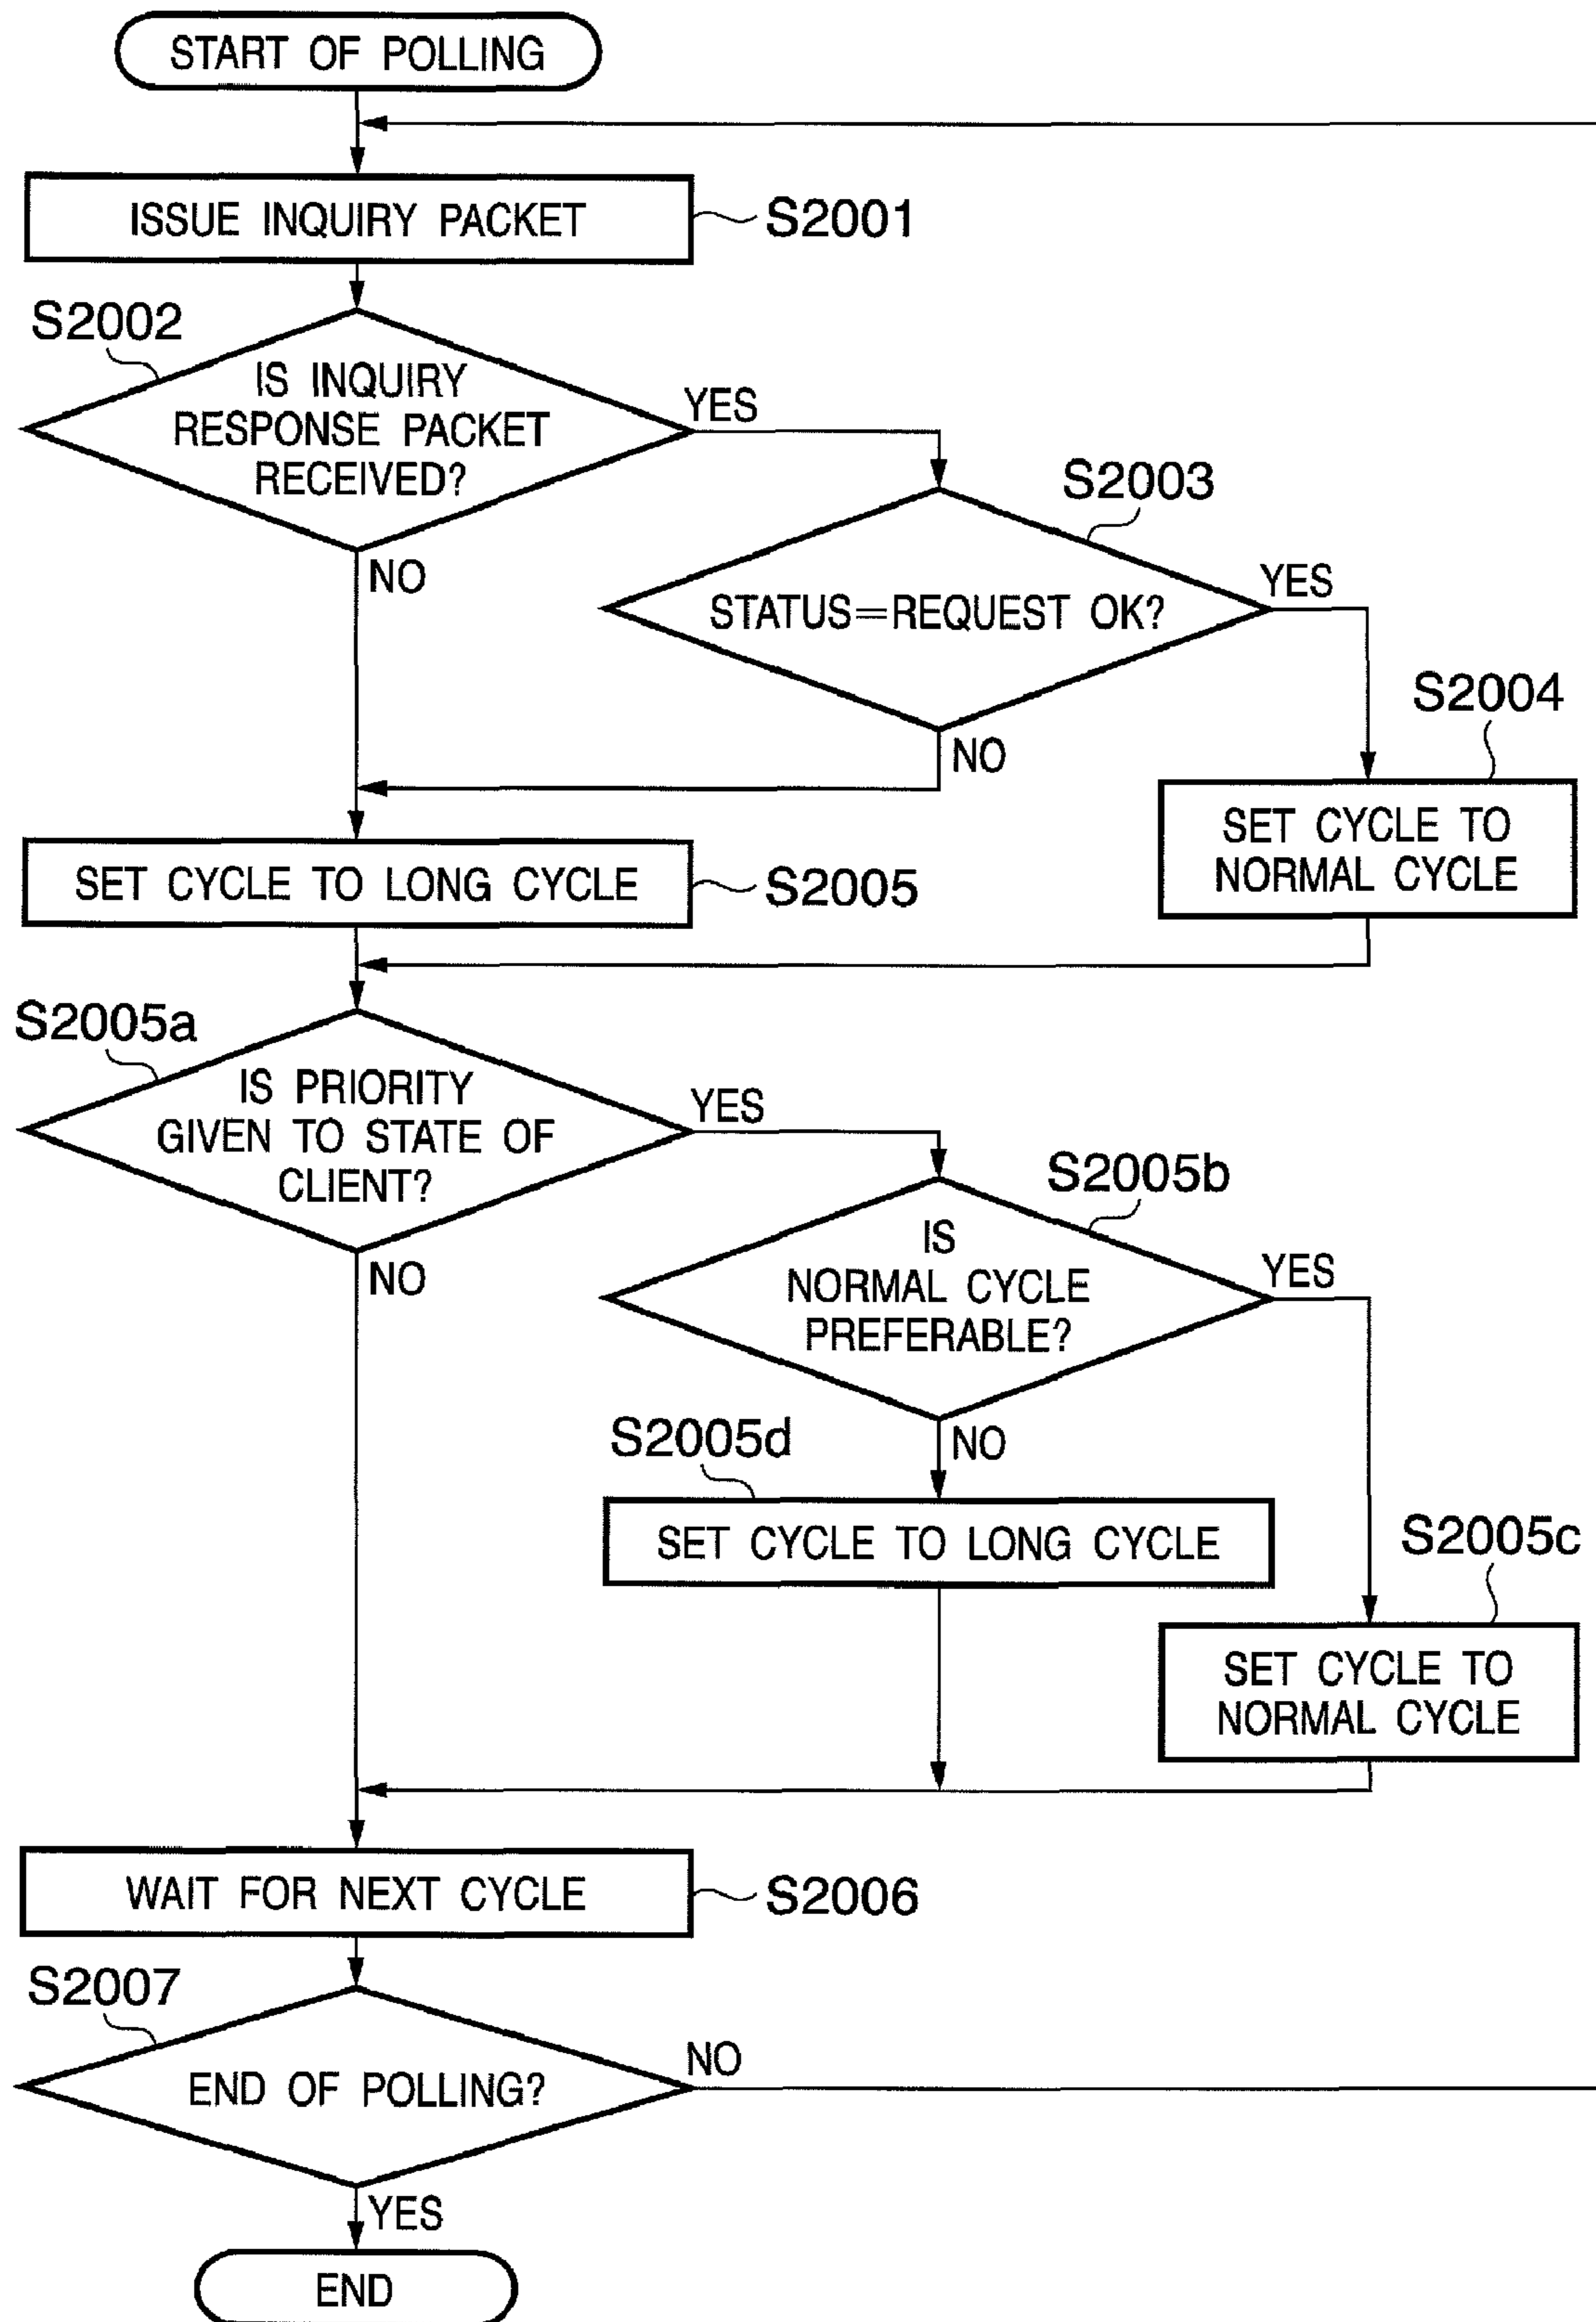 START OF POLLING
ISSUE INQUIRY PACKET
S2001
S2002
IS INQUIRY
RESPONSE PACKET
RECEIVED?
YES
NO
S2003
STATUS=REQUEST OK?
YES
NO
S2004
SET CYCLE TO
NORMAL CYCLE
SET CYCLE TO LONG CYCLE
S2005
S2005a
IS PRIORITY
GIVEN TO STATE OF
CLIENT?
YES
NO
S2005b
IS
NORMAL CYCLE
PREFERABLE?
YES
NO
S2005d
SET CYCLE TO LONG CYCLE
S2005c
SET CYCLE TO
NORMAL CYCLE
WAIT FOR NEXT CYCLE
S2006
S2007
END OF POLLING?
NO
YES
END